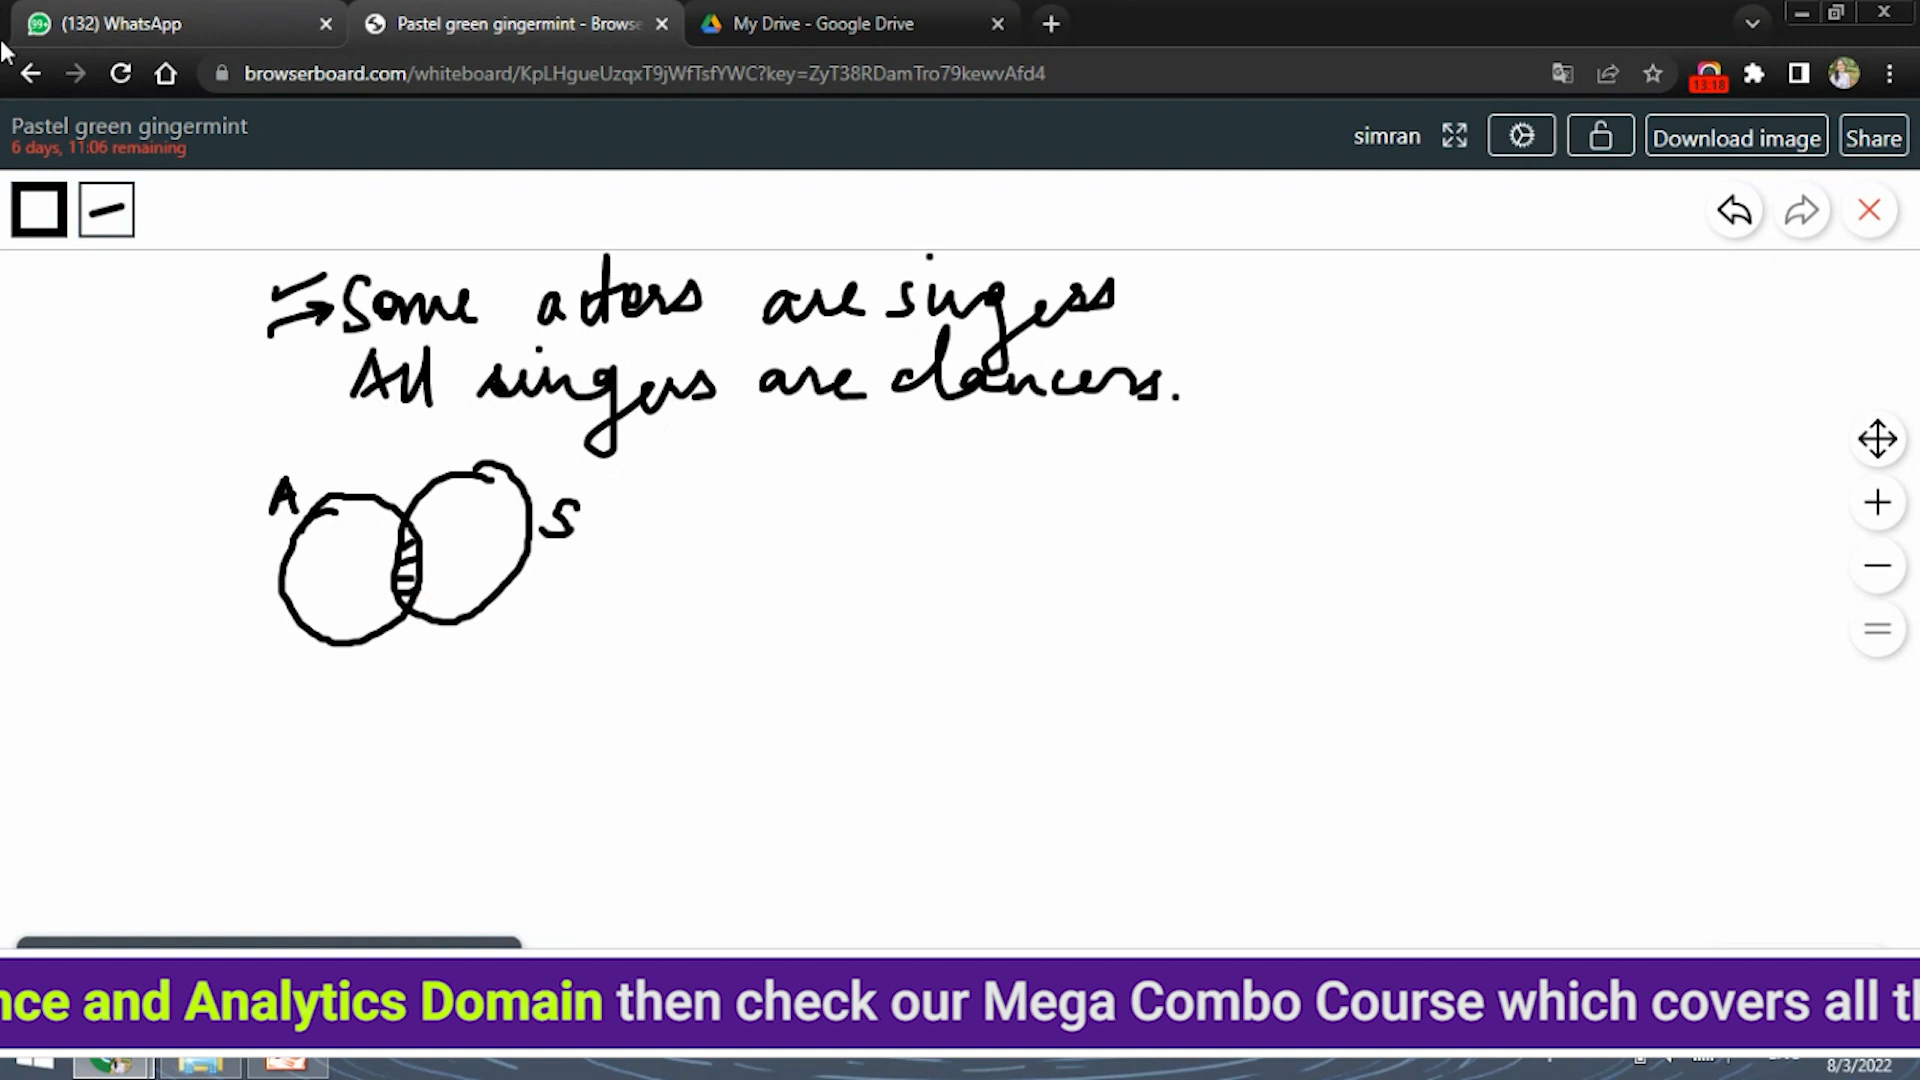 (132) WhatsApp
Pastel green gingermint - Browse
My Drive - Google Drive
browserboard.com/whiteboard/KpLHgueUzqxT9jWfTsfYWC?key=ZyT38RDamTro79kewvAfd4
13:18
Pastel green gingermint
6 days, 11:06 remaining
simran
Download image
Share
Some actors are singers
All singers are dancers.
A
S
nce and Analytics Domain then check our Mega Combo Course which covers all t
8/3/2022